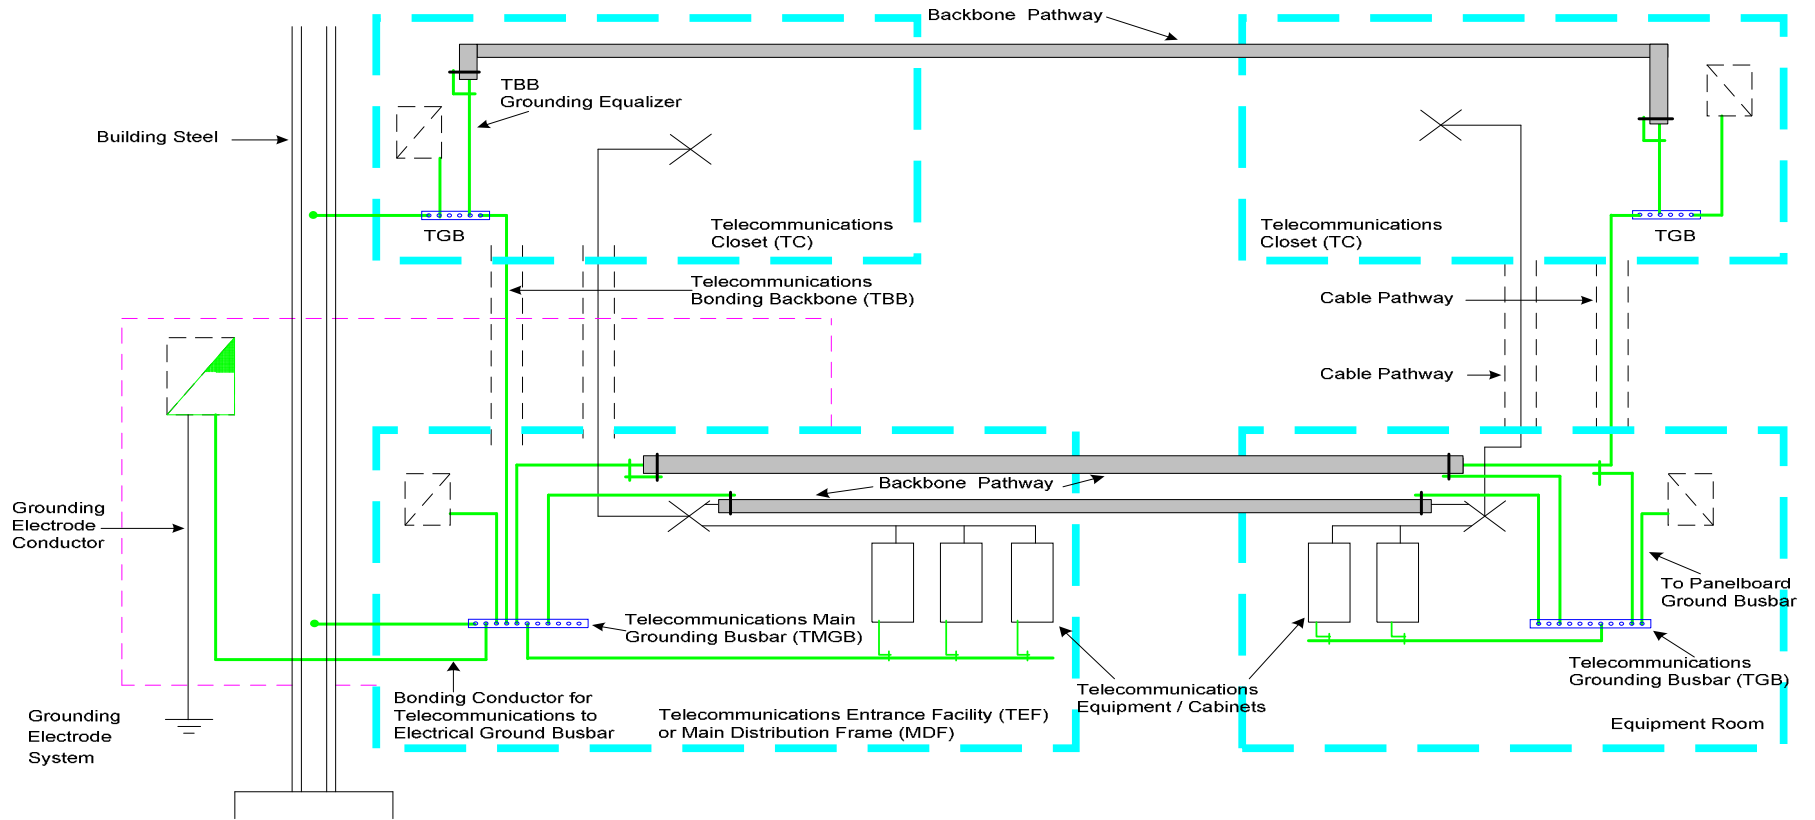 Backbone Pathway
TBB
Grounding Equalizer
Building Steel
TGB
Telecommunications
Closet (TC)
Telecommunications
Closet (TC)
TGB
Telecommunications
Bonding Backbone (TBB)
Cable Pathway
Cable Pathway
Backbone Pathway
Grounding
Electrode
Conductor
To Panelboard
Ground Busbar
Telecommunications Main
Grounding Busbar (TMGB)
Telecommunications
Grounding Busbar (TGB)
Bonding Conductor for
Telecommunications to
Electrical Ground Busbar
Telecommunications
Equipment / Cabinets
Telecommunications Entrance Facility (TEF)
or Main Distribution Frame (MDF)
Equipment Room
Grounding
Electrode
System